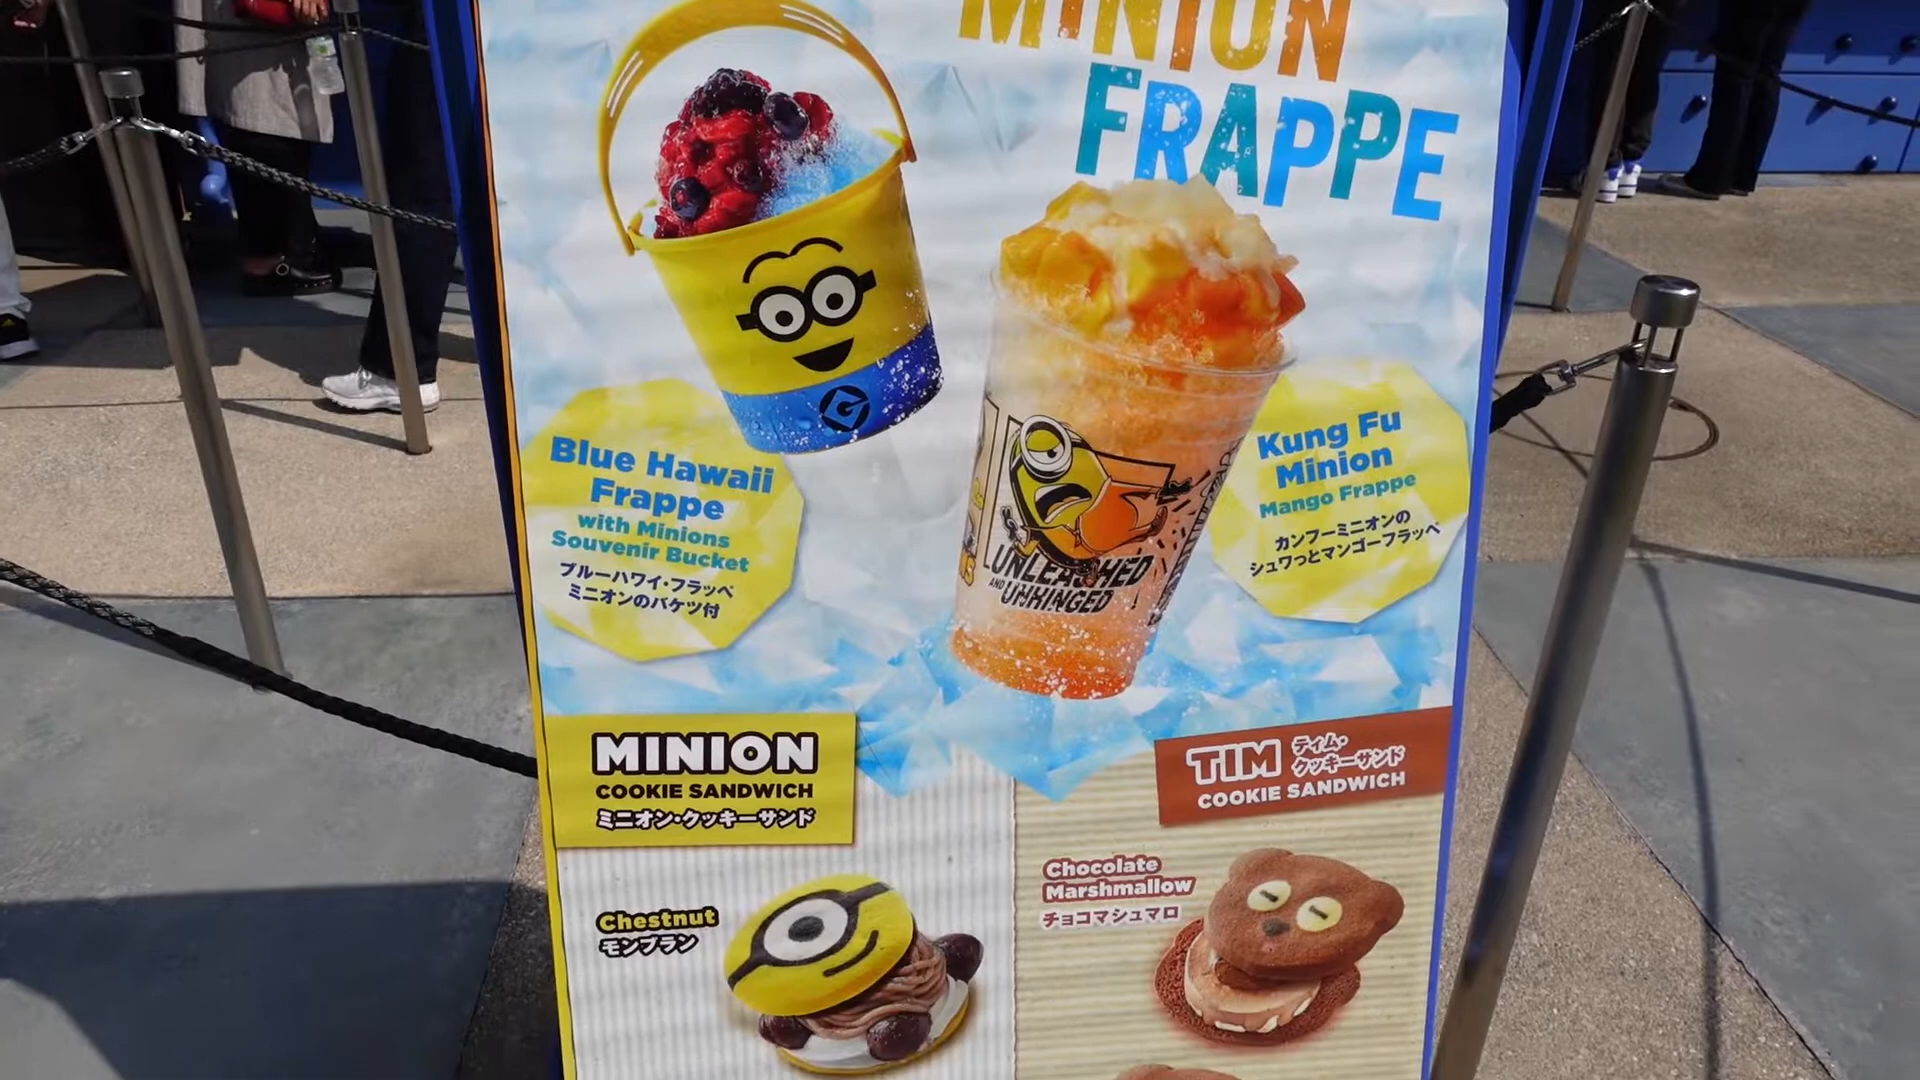 MINION
FRAPPE
Blue Hawaii
Frappe
with Minions
Souvenir Bucket
ブルーハワイ・フラッペ
ミニオンのバケツ付
Kung Fu
Minion
Mango Frappe
カンフーミニオンの
シュワっとマンゴーフラッペ
UNLEASHED
AND
UNHINGED
MINION
COOKIE SANDWICH
ミニオン・クッキーサンド
TIM
ティム・
クッキーサンド
COOKIE SANDWICH
Chestnut
モンブラン
Chocolate
Marshmallow
チョコマシュマロ